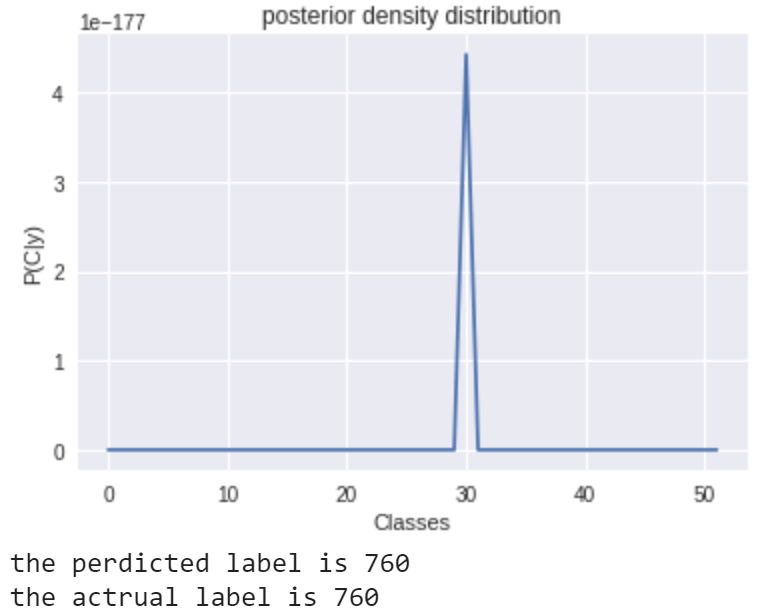 posterior density distribution
1e−177
4
3
2
1
0
P(C|y)
0 10 20 30 40 50
Classes
the perdicted label is 760
the actrual label is 760